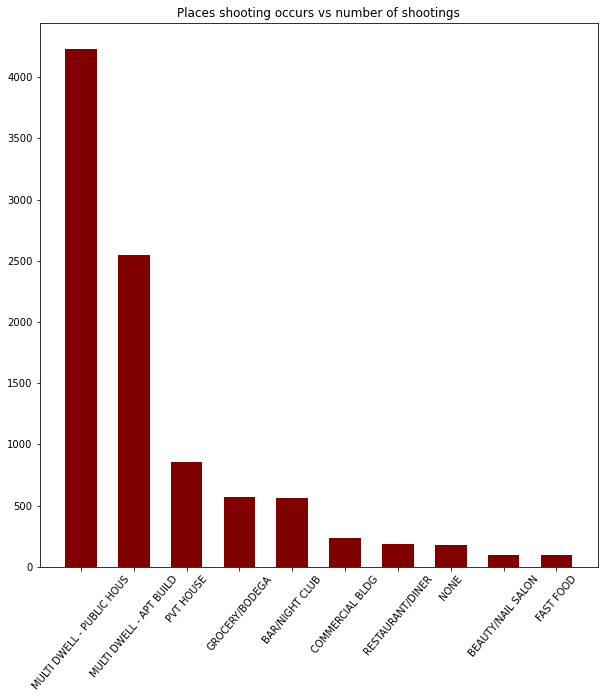 Places shooting occurs vs number of shootings
4000
3500
3000
2500
2000
1500
1000
500
0
MULTI DWELL - PUBLIC HOUS
MULTI DWELL - APT BUILD
PVT HOUSE
GROCERY/BODEGA
BAR/NIGHT CLUB
COMMERCIAL BLDG
RESTAURANT/DINER
NONE
BEAUTY/NAIL SALON
FAST FOOD